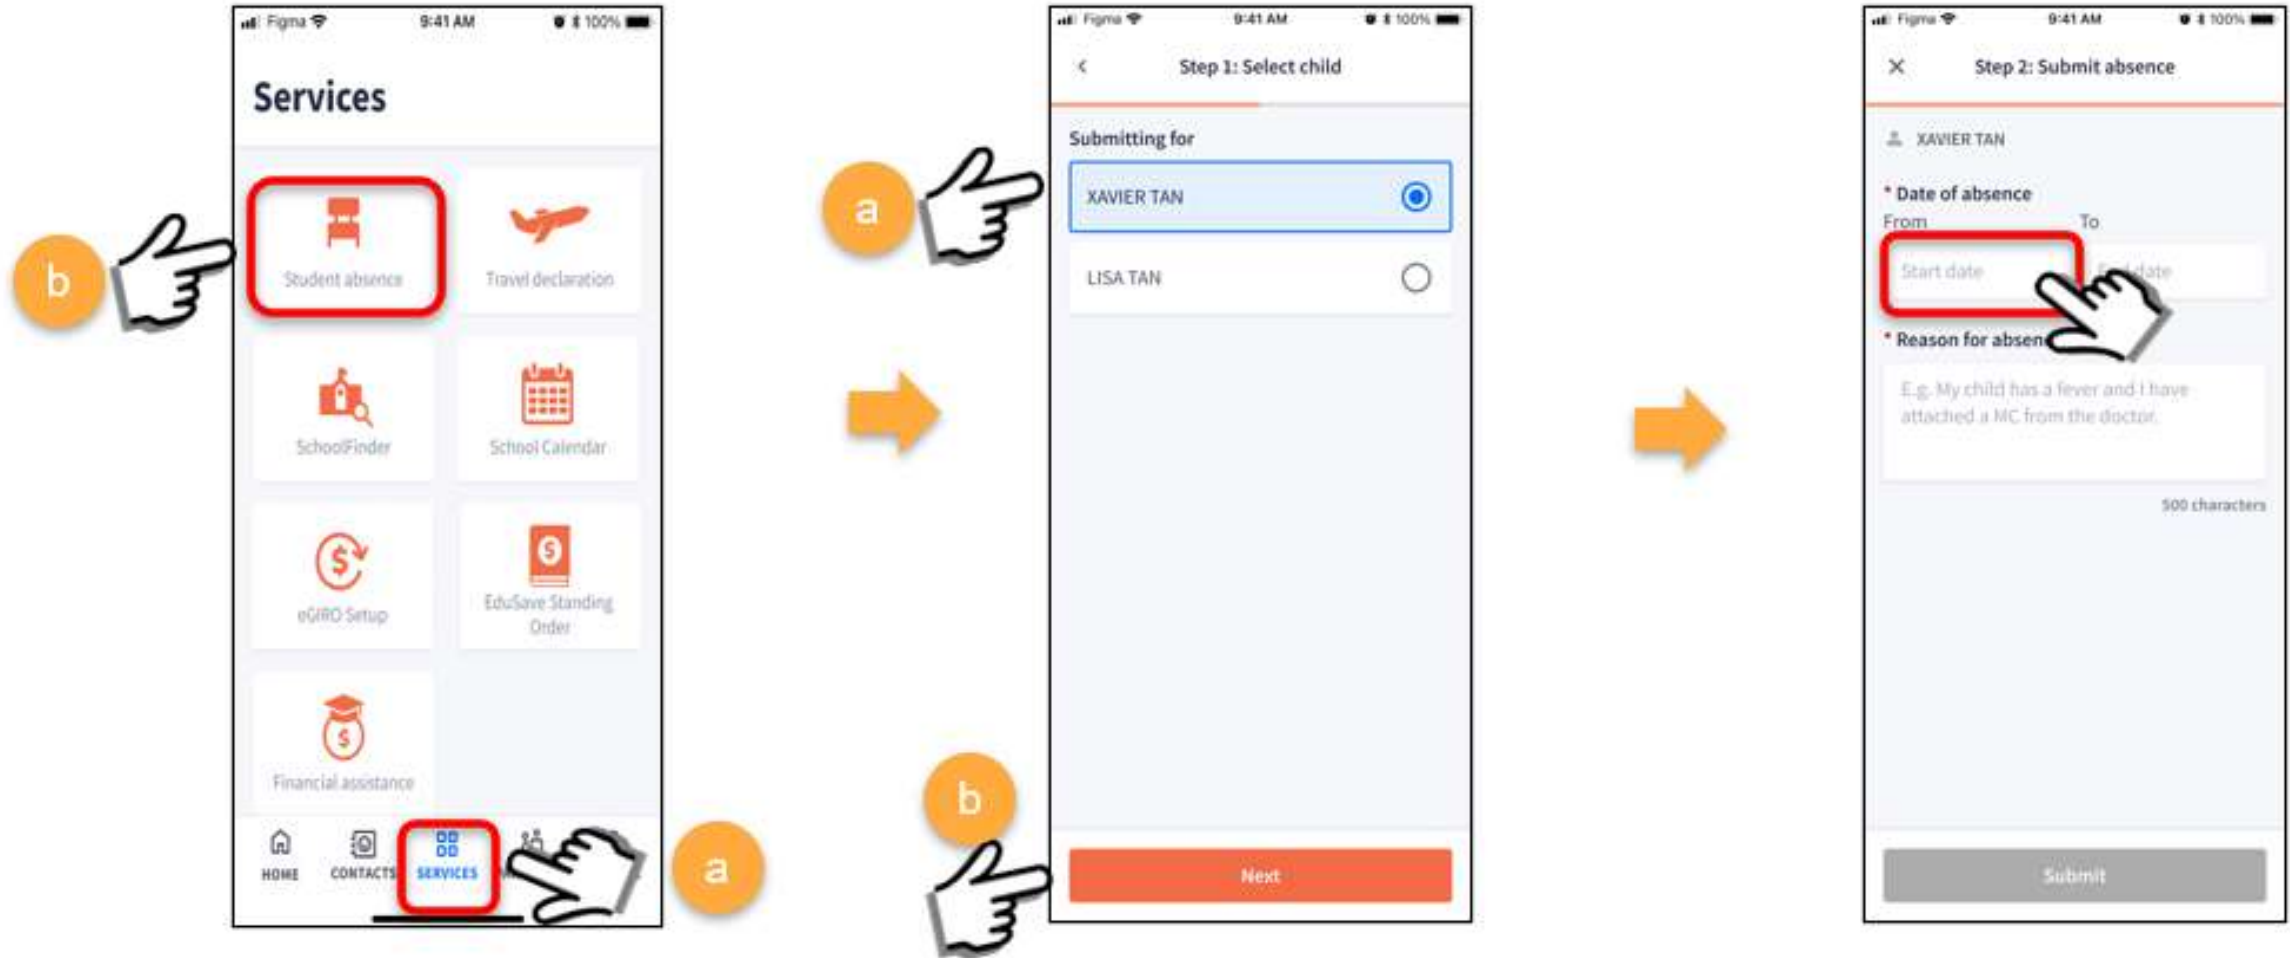 Figma 9:41 AM 100%
Services
b
Student absence
Travel declaration
SchoolFinder
School Calendar
eGIRO Setup
EduSave Standing
Order
Financial assistance
HOME
CONTACTS
SERVICES
a
Figma 9:41 AM 100%
Step 1: Select child
Submitting for
a
XAVIER TAN
LISA TAN
b
Next
Figma 9:41 AM 100%
Step 2: Submit absence
XAVIER TAN
* Date of absence
From
To
Start date
* Reason for absen
E.g. My child has a fever and I have
attached a MC from the doctor.
500 characters
Submit